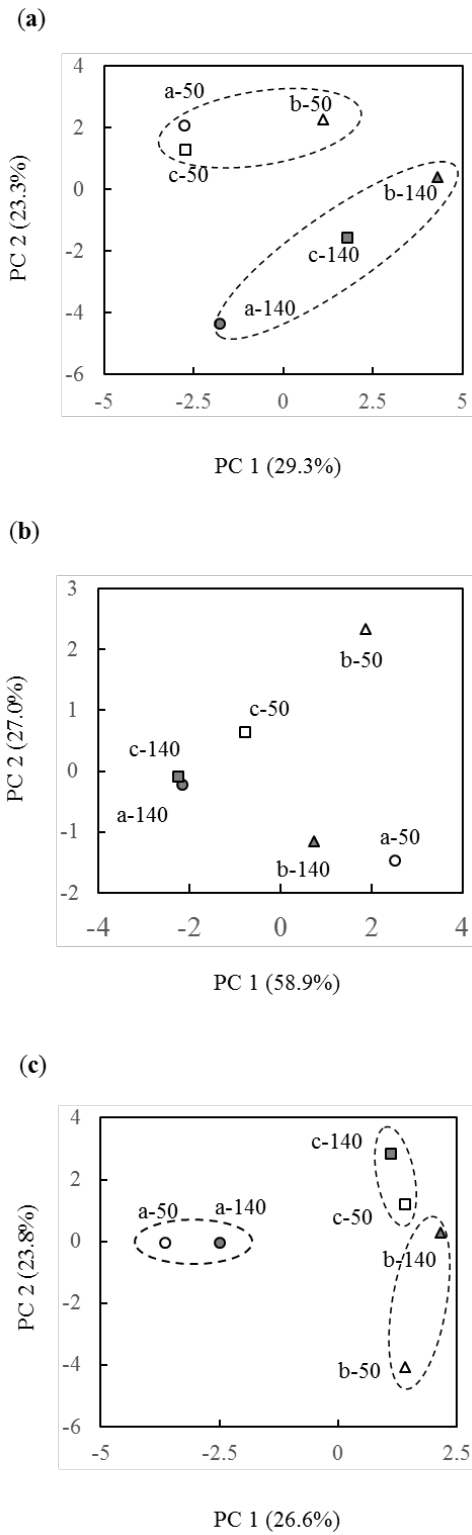 (a)
4
2
0
-2
-4
-6
-5
-2.5
0
2.5
5
a-50
b-50
c-50
b-140
c-140
a-140
PC 2 (23.3%)
PC 1 (29.3%)
(b)
3
2
1
0
-1
-2
-4
-2
0
2
4
b-50
c-50
c-140
a-140
a-50
b-140
PC 2 (27.0%)
PC 1 (58.9%)
(c)
4
2
0
-2
-4
-6
-5
-2.5
0
2.5
c-140
a-50
a-140
c-50
b-140
b-50
PC 2 (23.8%)
PC 1 (26.6%)